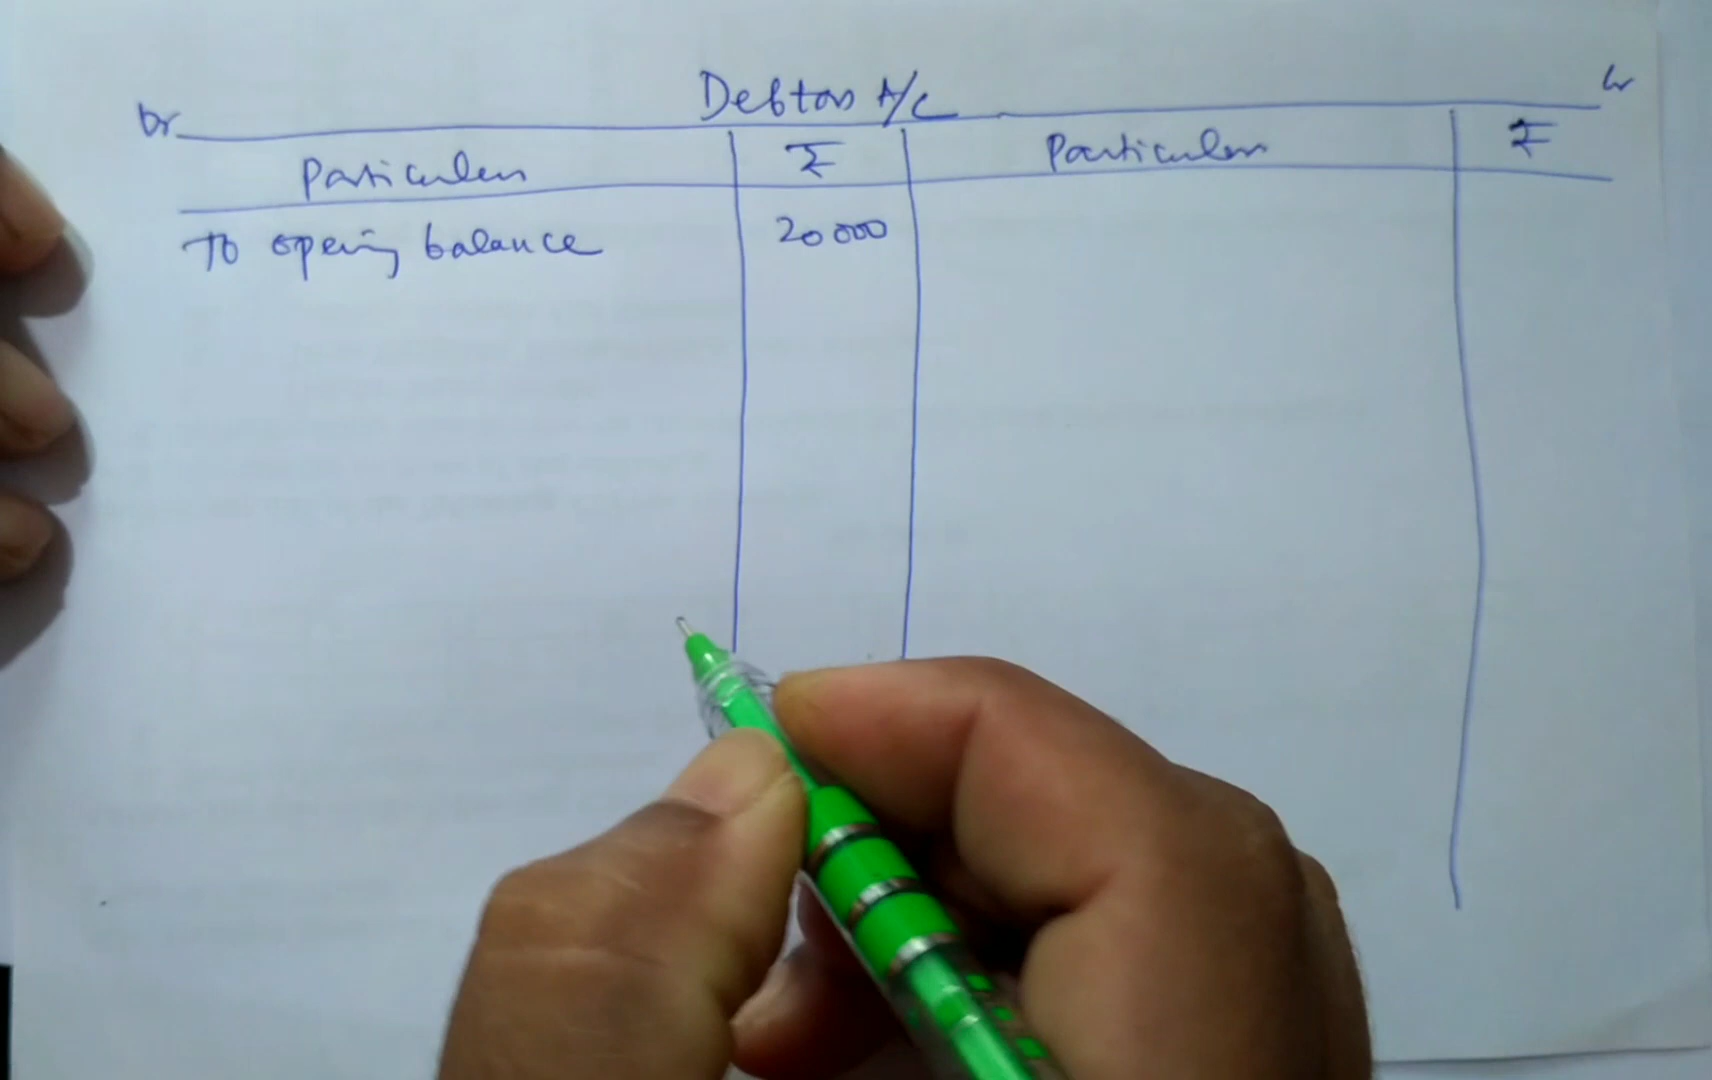 Debtors A/C
Dr Cr
Particulars ₹ Particulars ₹
To opening balance 20000